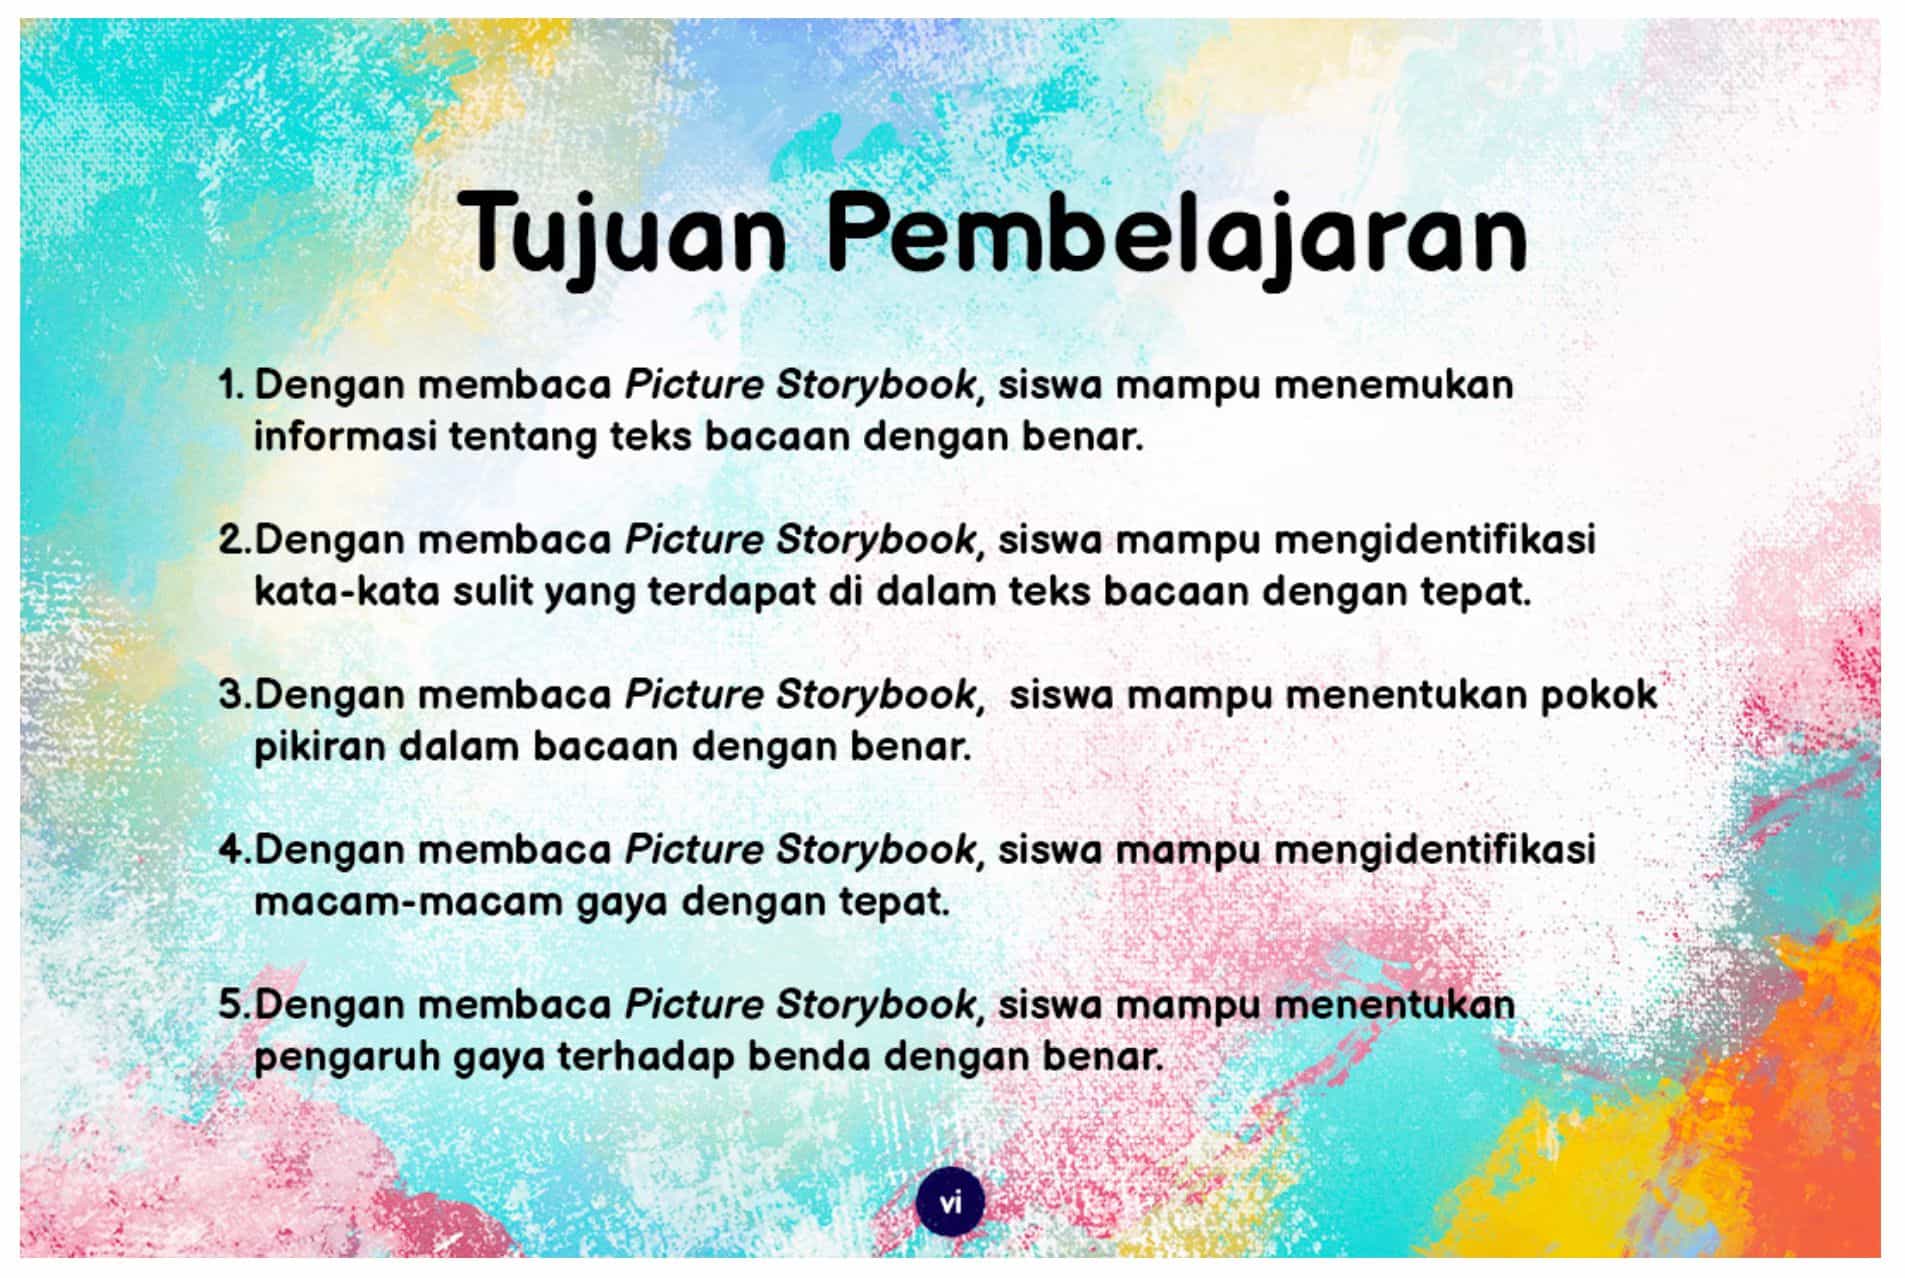 Tujuan Pembelajaran
1. Dengan membaca Picture Storybook, siswa mampu menemukan
informasi tentang teks bacaan dengan benar.
2.Dengan membaca Picture Storybook, siswa mampu mengidentifikasi
kata-kata sulit yang terdapat di dalam teks bacaan dengan tepat.
3.Dengan membaca Picture Storybook, siswa mampu menentukan pokok
pikiran dalam bacaan dengan benar.
4.Dengan membaca Picture Storybook, siswa mampu mengidentifikasi
macam-macam gaya dengan tepat.
5.Dengan membaca Picture Storybook, siswa mampu menentukan
pengaruh gaya terhadap benda dengan benar.
vi